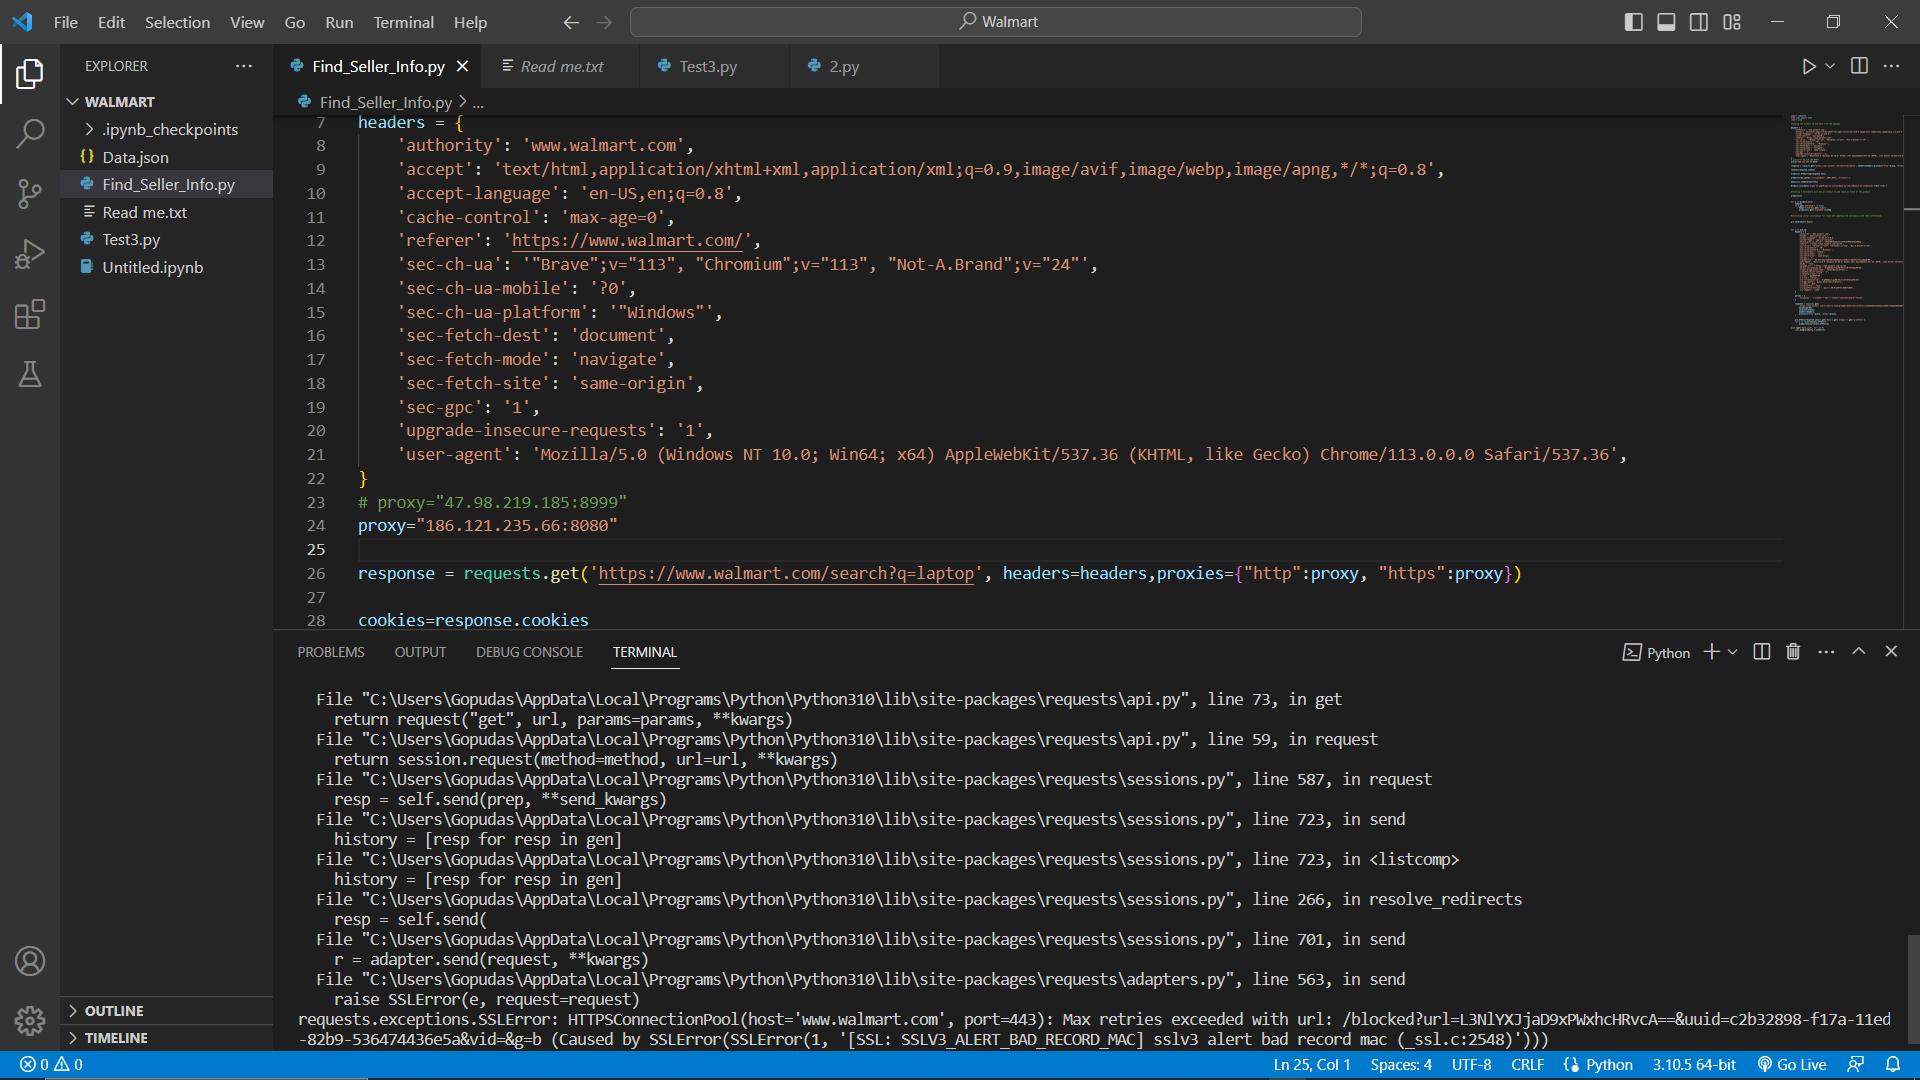 File Edit Selection View Go Run Terminal Help
Walmart
EXPLORER
WALMART
.ipynb_checkpoints
Data.json
Find_Seller_Info.py
Read me.txt
Test3.py
Untitled.ipynb
OUTLINE
TIMELINE
Find_Seller_Info.py Read me.txt Test3.py 2.py
Find_Seller_Info.py > ...
7 headers = {
8 'authority': 'www.walmart.com',
9 'accept': 'text/html,application/xhtml+xml,application/xml;q=0.9,image/avif,image/webp,image/apng,*/*;q=0.8',
10 'accept-language': 'en-US,en;q=0.8',
11 'cache-control': 'max-age=0',
12 'referer': 'https://www.walmart.com/',
13 'sec-ch-ua': '"Brave";v="113", "Chromium";v="113", "Not-A.Brand";v="24"',
14 'sec-ch-ua-mobile': '?0',
15 'sec-ch-ua-platform': '"Windows"',
16 'sec-fetch-dest': 'document',
17 'sec-fetch-mode': 'navigate',
18 'sec-fetch-site': 'same-origin',
19 'sec-gpc': '1',
20 'upgrade-insecure-requests': '1',
21 'user-agent': 'Mozilla/5.0 (Windows NT 10.0; Win64; x64) AppleWebKit/537.36 (KHTML, like Gecko) Chrome/113.0.0.0 Safari/537.36',
22 }
23 # proxy="47.98.219.185:8999"
24 proxy="186.121.235.66:8080"
25
26 response = requests.get('https://www.walmart.com/search?q=laptop', headers=headers,proxies={"http":proxy, "https":proxy})
27
28 cookies=response.cookies
PROBLEMS OUTPUT DEBUG CONSOLE TERMINAL
Python
File "C:\Users\Gopudas\AppData\Local\Programs\Python\Python310\lib\site-packages\requests\api.py", line 73, in get
return request("get", url, params=params, **kwargs)
File "C:\Users\Gopudas\AppData\Local\Programs\Python\Python310\lib\site-packages\requests\api.py", line 59, in request
return session.request(method=method, url=url, **kwargs)
File "C:\Users\Gopudas\AppData\Local\Programs\Python\Python310\lib\site-packages\requests\sessions.py", line 587, in request
resp = self.send(prep, **send_kwargs)
File "C:\Users\Gopudas\AppData\Local\Programs\Python\Python310\lib\site-packages\requests\sessions.py", line 723, in send
history = [resp for resp in gen]
File "C:\Users\Gopudas\AppData\Local\Programs\Python\Python310\lib\site-packages\requests\sessions.py", line 723, in <listcomp>
history = [resp for resp in gen]
File "C:\Users\Gopudas\AppData\Local\Programs\Python\Python310\lib\site-packages\requests\sessions.py", line 266, in resolve_redirects
resp = self.send(
File "C:\Users\Gopudas\AppData\Local\Programs\Python\Python310\lib\site-packages\requests\sessions.py", line 701, in send
r = adapter.send(request, **kwargs)
File "C:\Users\Gopudas\AppData\Local\Programs\Python\Python310\lib\site-packages\requests\adapters.py", line 563, in send
raise SSLError(e, request=request)
requests.exceptions.SSLError: HTTPSConnectionPool(host='www.walmart.com', port=443): Max retries exceeded with url: /blocked?url=L3NlYXJjaD9xPWxhcHRvcA==&uuid=c2b32898-f17a-11ed
-82b9-536474436e5a&vid=&g=b (Caused by SSLError(SSLError(1, '[SSL: SSLV3_ALERT_BAD_RECORD_MAC] sslv3 alert bad record mac (_ssl.c:2548)')))
0 0 Ln 25, Col 1 Spaces: 4 UTF-8 CRLF Python 3.10.5 64-bit Go Live